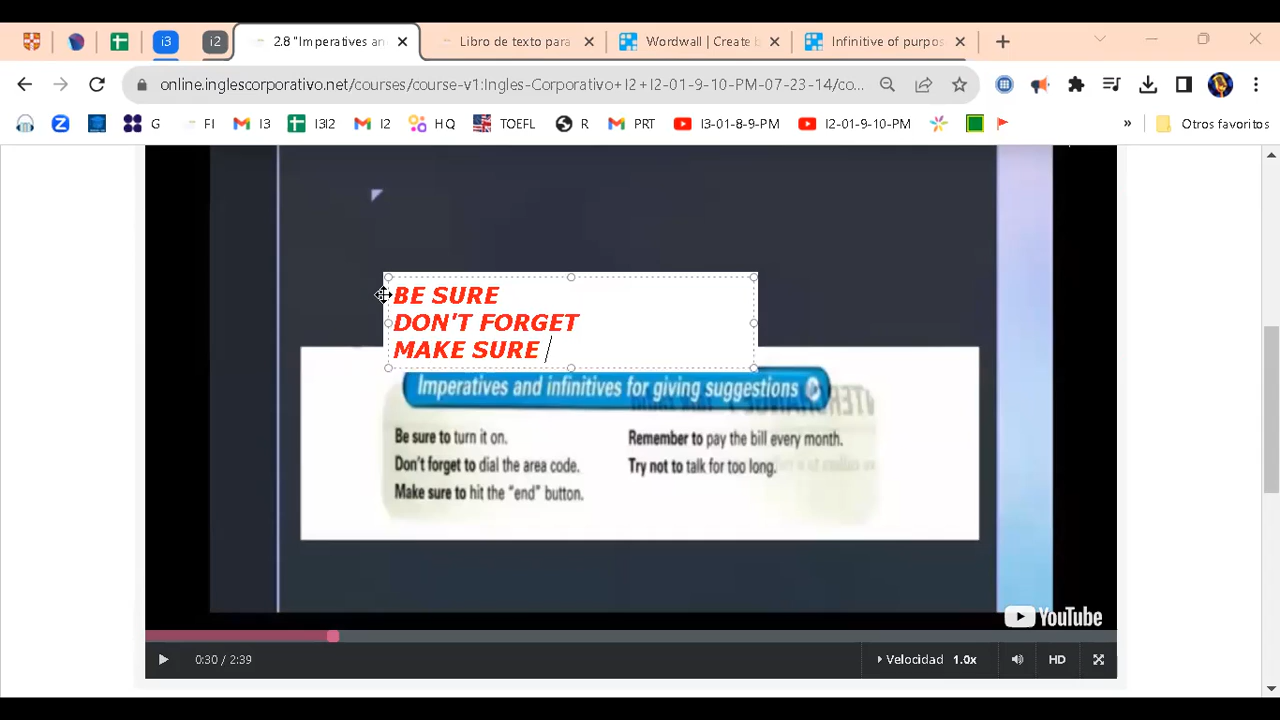 i3
i2
2.8 "Imperatives an
Libro de texto para
Wordwall | Create b
Infinitive of purpos
online.inglescorporativo.net/courses/course-v1:Ingles-Corporativo+I2+I2-01-9-10-PM-07-23-14/co...
G
FI
I3
I3I2
I2
HQ
TOEFL
R
PRT
I3-01-8-9-PM
I2-01-9-10-PM
»
Otros favoritos
BE SURE
DON'T FORGET
MAKE SURE
Imperatives and infinitives for giving suggestions
Be sure to turn it on.
Remember to pay the bill every month.
Don't forget to dial the area code.
Try not to talk for too long.
Make sure to hit the "end" button.
YouTube
0:30 / 2:39
Velocidad 1.0x
HD